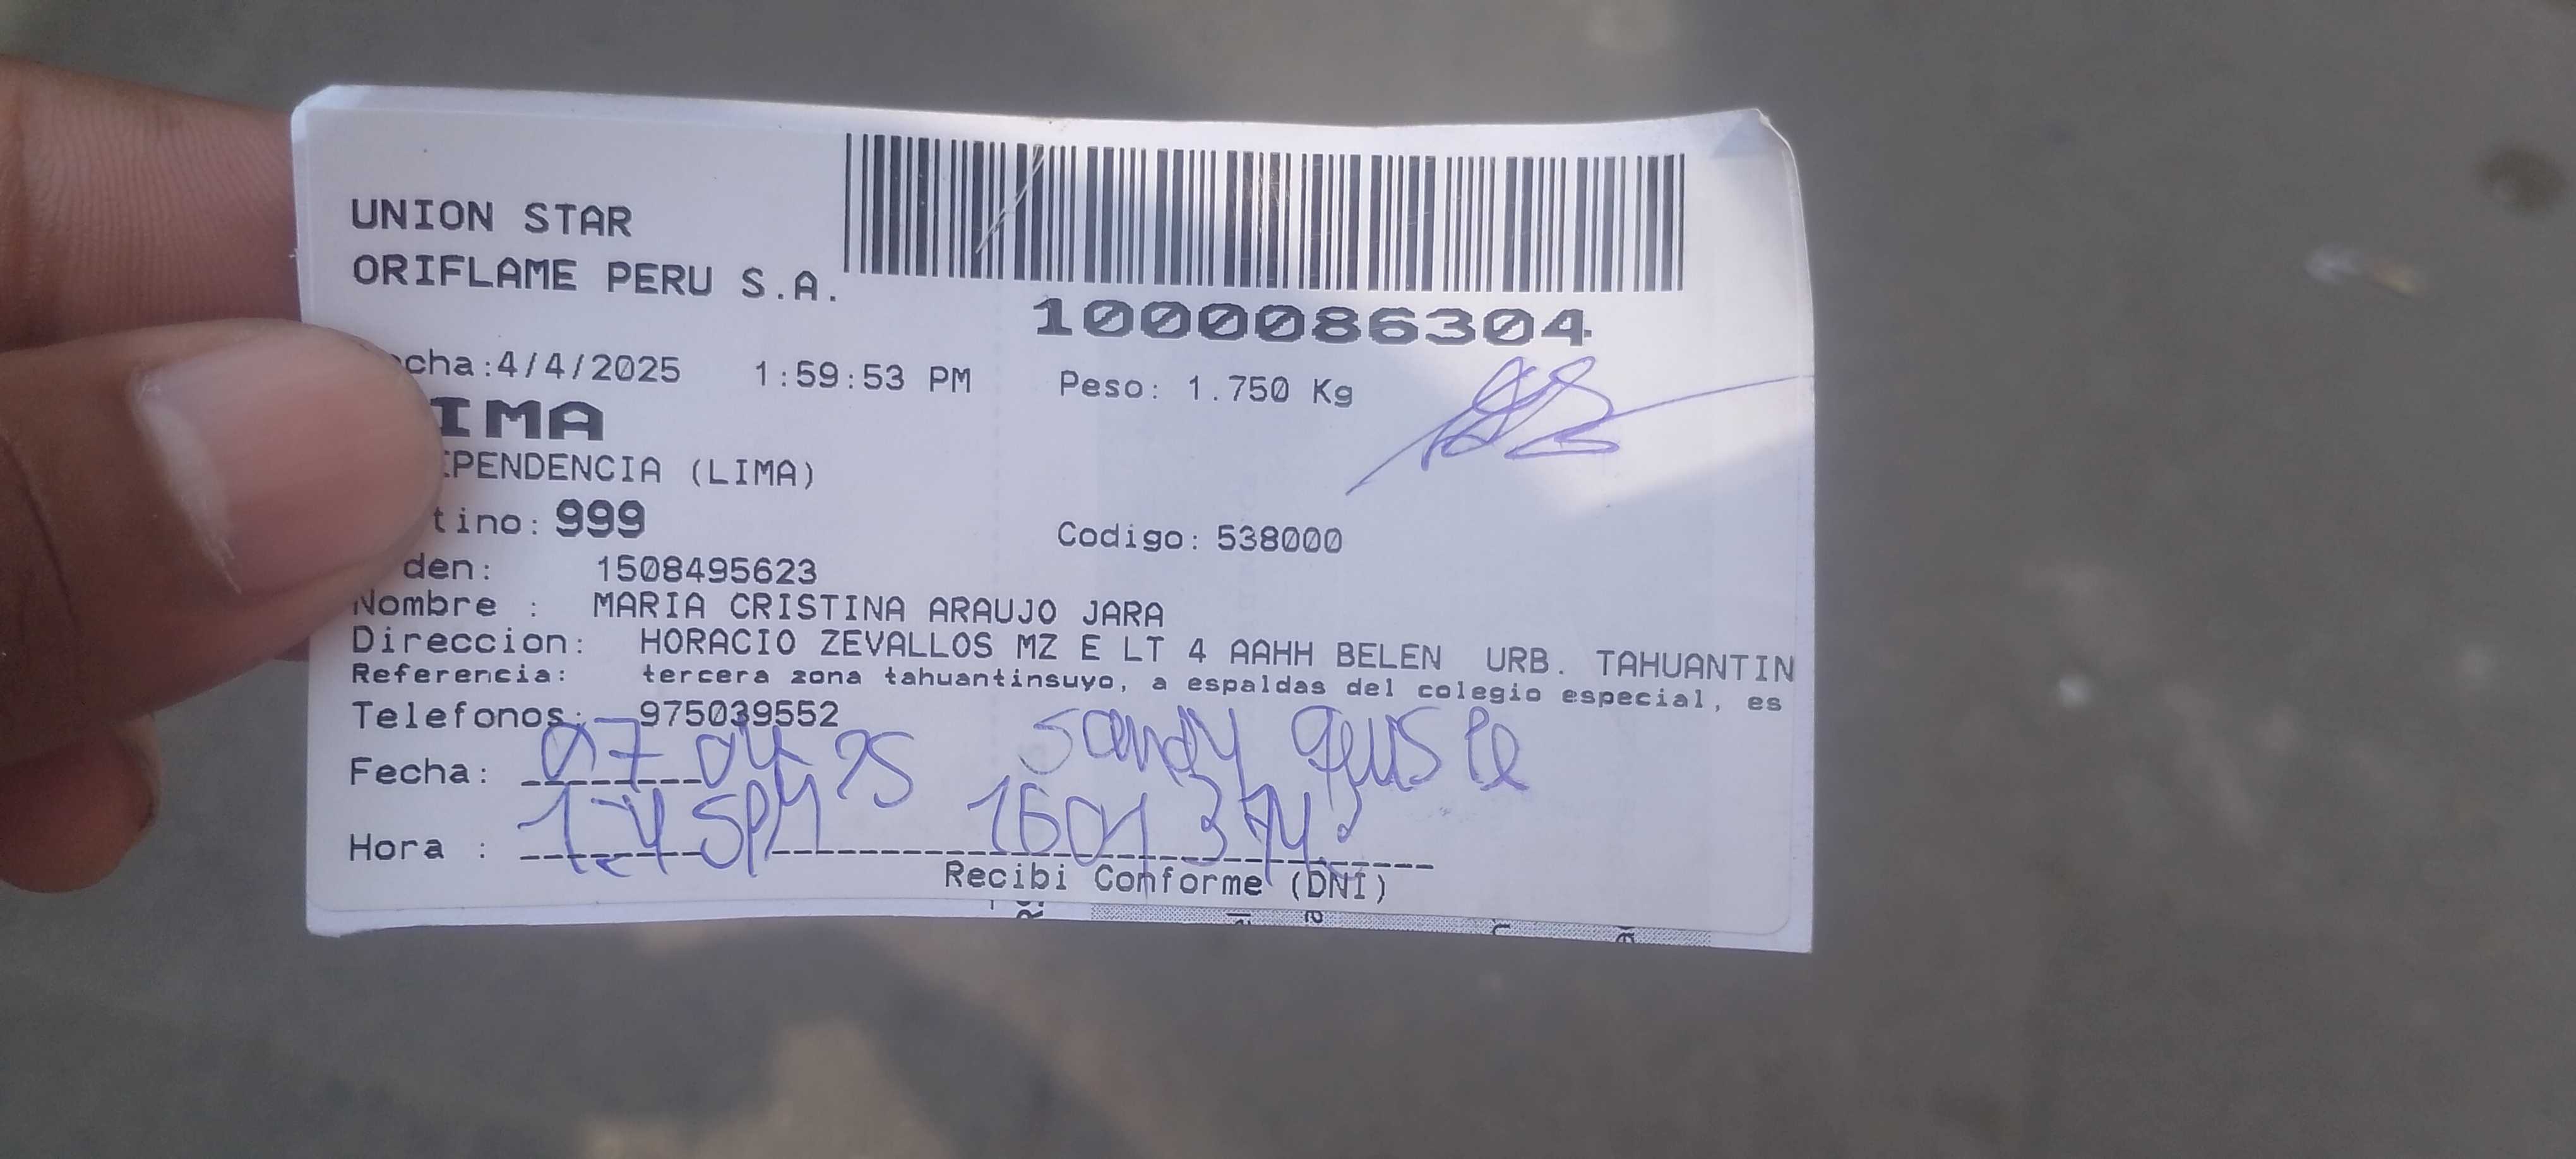 UNION STAR
ORIFLAME PERU S.A.
1000086304
cha:4/4/2025 1:59:53 PM Peso: 1.750 Kg
IMA
PENDENCIA (LIMA)
tino: 999 Codigo: 538000
den: 1508495623
Nombre : MARIA CRISTINA ARAUJO JARA
Direccion: HORACIO ZEVALLOS MZ E LT 4 AAHH BELEN URB. TAHUANTIN
Referencia: tercera zona tahuantinsuyo, a espaldas del colegio especial, es
Telefonos: 975039552
Fecha: 07 04 25 Sandy
Hora :
Recibi Conforme (DNI)